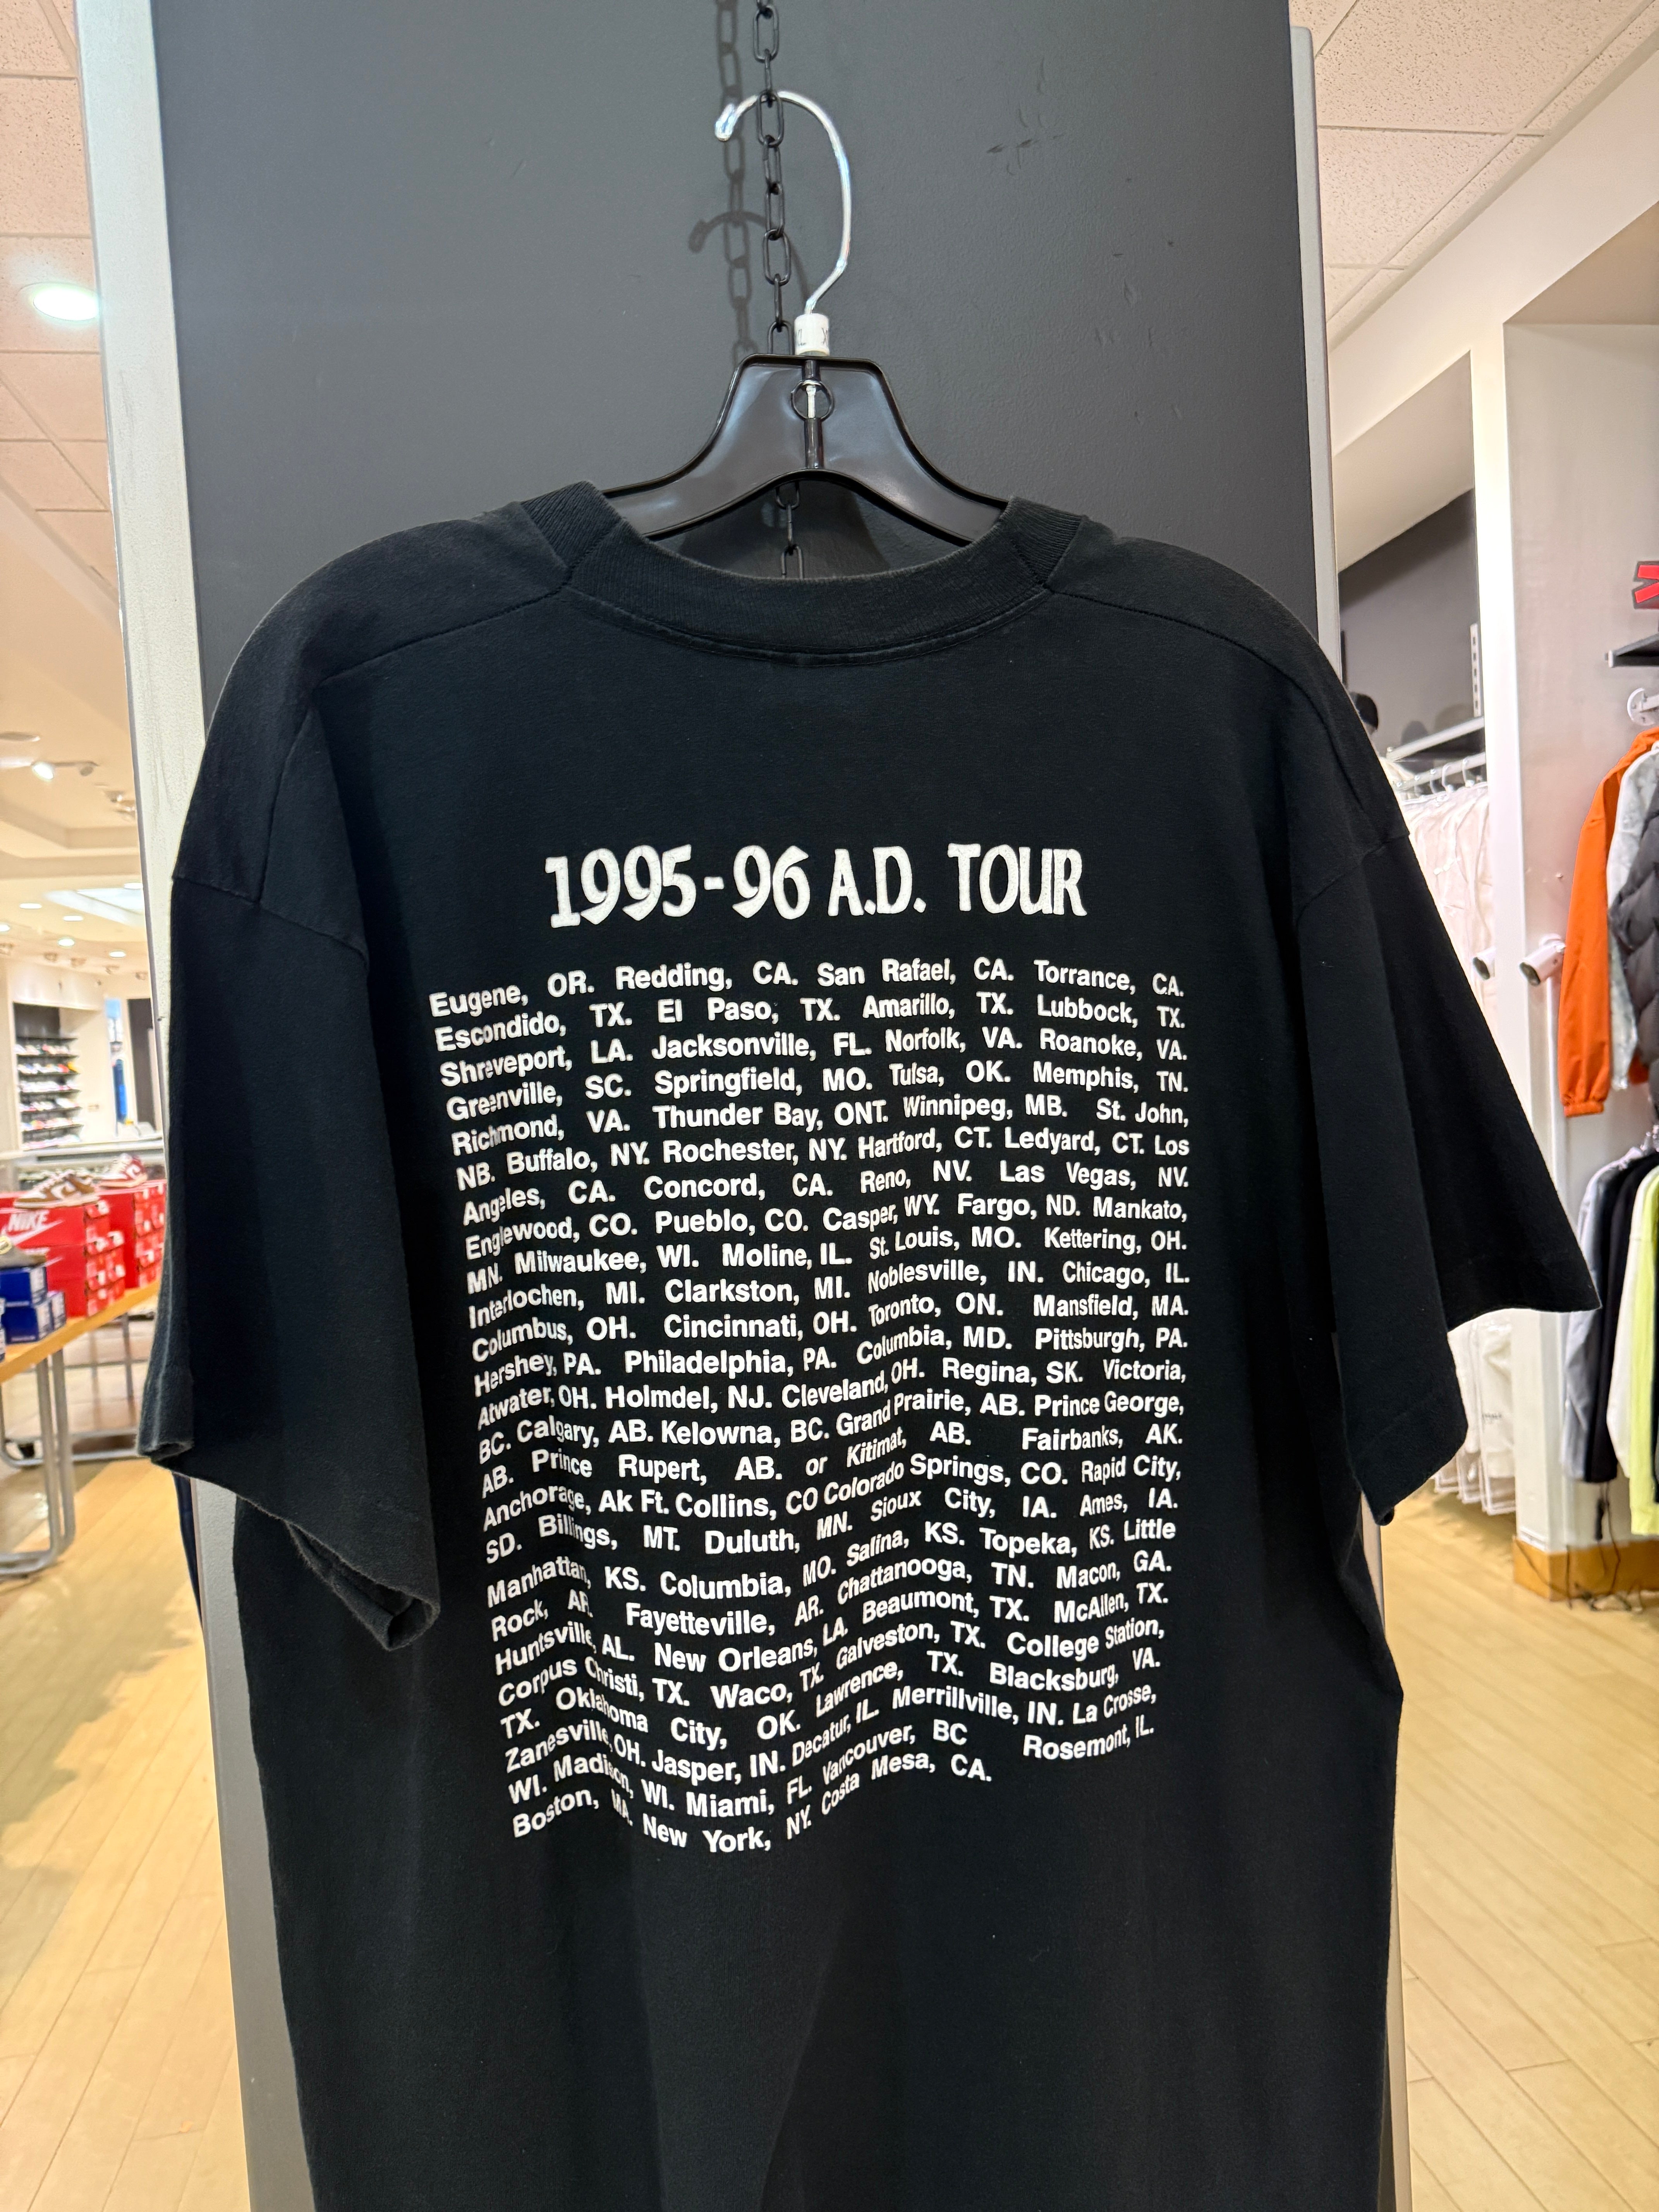 1995-96 A.D. TOUR
Eugene, OR. Redding, CA. San Rafael, CA. Torrance, CA.
Escondido, TX. El Paso, TX. Amarillo, TX. Lubbock, TX.
Shreveport, LA. Jacksonville, FL. Norfolk, VA. Roanoke, VA.
Greenville, SC. Springfield, MO. Tulsa, OK. Memphis, TN.
Richmond, VA. Thunder Bay, ONT. Winnipeg, MB. St. John,
NB. Buffalo, NY. Rochester, NY. Hartford, CT. Ledyard, CT. Los
Angeles, CA. Concord, CA. Reno, NV. Las Vegas, NV.
Englewood, CO. Pueblo, CO. Casper, WY. Fargo, ND. Mankato,
MN. Milwaukee, WI. Moline, IL. St. Louis, MO. Kettering, OH.
Interlochen, MI. Clarkston, MI. Noblesville, IN. Chicago, IL.
Columbus, OH. Cincinnati, OH. Toronto, ON. Mansfield, MA.
Hershey, PA. Philadelphia, PA. Columbia, MD. Pittsburgh, PA.
Atwater, OH. Holmdel, NJ. Cleveland, OH. Regina, SK. Victoria,
BC. Calgary, AB. Kelowna, BC. Grand Prairie, AB. Prince George,
AB. Prince Rupert, AB. or Kitimat, AB. Fairbanks, AK.
Anchorage, Ak Ft. Collins, CO Colorado Springs, CO. Rapid City,
SD. Billings, MT. Duluth, MN. Sioux City, IA. Ames, IA.
Manhattan, KS. Columbia, MO. Salina, KS. Topeka, KS. Little
Rock, AR. Fayetteville, AR. Chattanooga, TN. Macon, GA.
Huntsville, AL. New Orleans, LA. Beaumont, TX. McAllen, TX.
Corpus Christi, TX. Waco, TX. Galveston, TX. College Station,
TX. Oklahoma City, OK. Lawrence, TX. Blacksburg, VA.
Zanesville, OH. Jasper, IN. Decatur, IL. Merrillville, IN. La Crosse,
WI. Madison, WI. Miami, FL. Vancouver, BC Rosemont, IL.
Boston, MA. New York, NY. Costa Mesa, CA.
NIKE